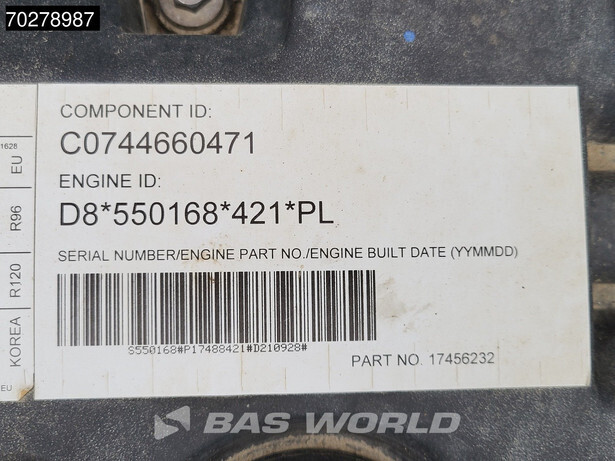 70278987
COMPONENT ID:
C0744660471
ENGINE ID:
D8*550168*421*PL
SERIAL NUMBER/ENGINE PART NO./ENGINE BUILT DATE (YYMMDD)
S550168#P17488421#D210928#
PART NO. 17456232
1628
EU
R96
R120
KOREA
EU
BAS WORLD